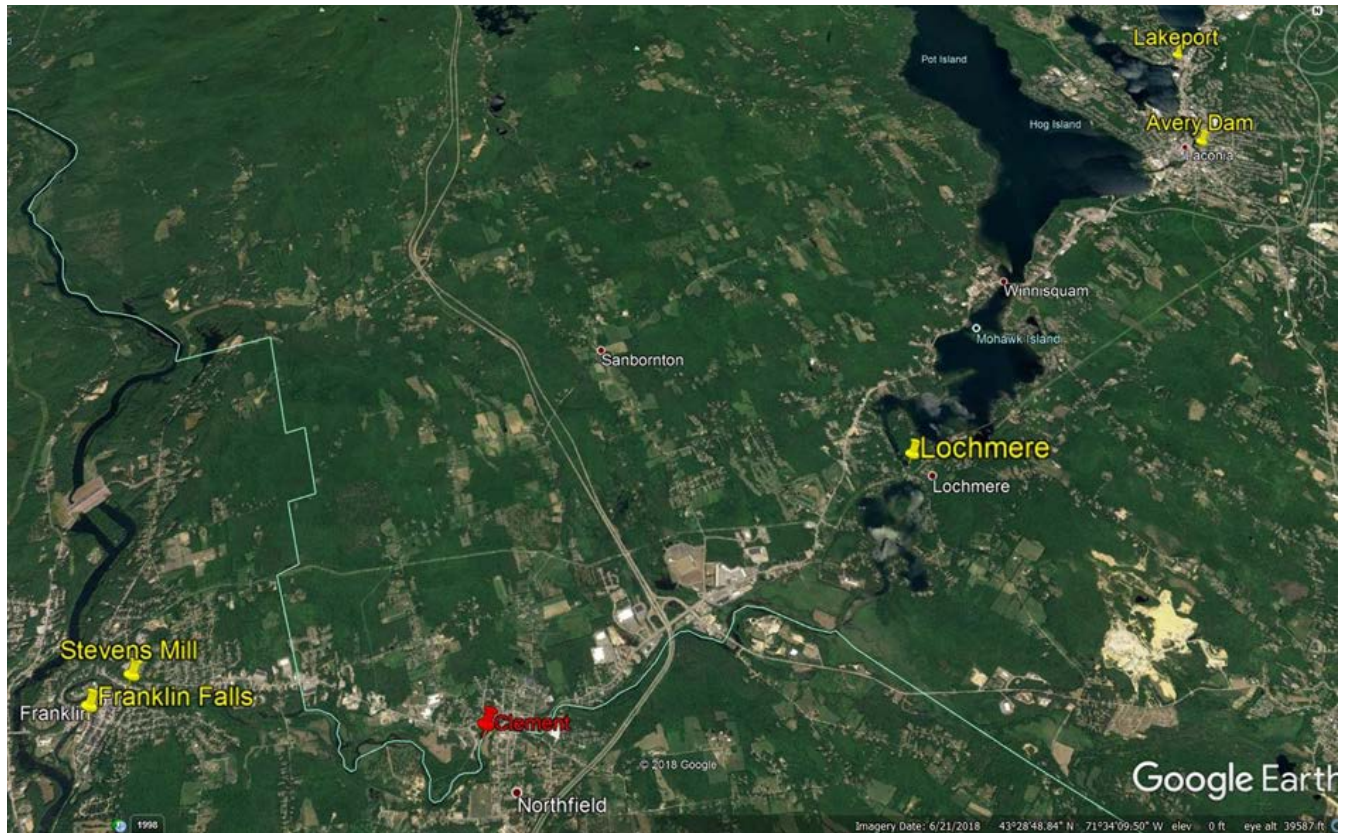 Lakeport
Pot Island
Hog Island
Avery Dam
Laconia
Winnisquam
Mohawk Island
Sanbornton
Lochmere
Lochmere
Stevens Mill
Franklin Falls
Franklin
Clement
© 2018 Google
Northfield
Google Earth
1998
Imagery Date: 6/21/2018 43°28'48.84" N 71°34'09.50" W elev 0 ft eye alt 39587 ft
N